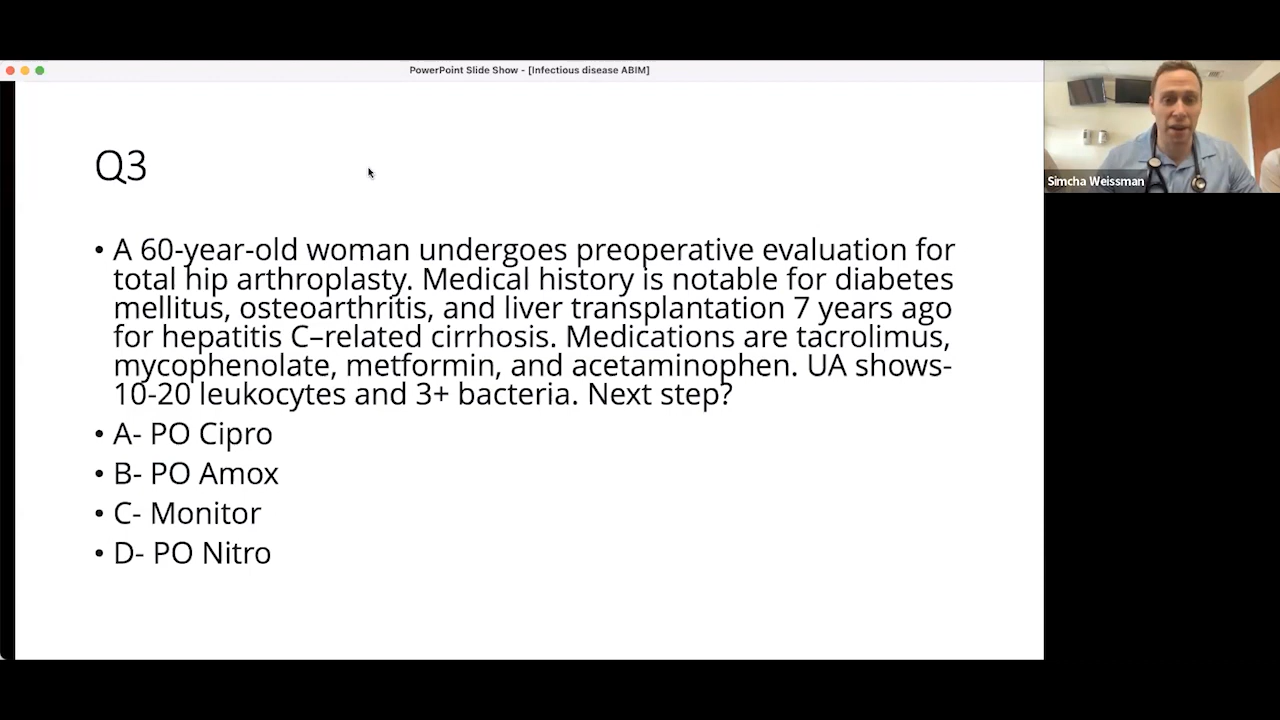 PowerPoint Slide Show - [Infectious disease ABIM]
Simcha Weissman
Q3
• A 60-year-old woman undergoes preoperative evaluation for
total hip arthroplasty. Medical history is notable for diabetes
mellitus, osteoarthritis, and liver transplantation 7 years ago
for hepatitis C–related cirrhosis. Medications are tacrolimus,
mycophenolate, metformin, and acetaminophen. UA shows-
10-20 leukocytes and 3+ bacteria. Next step?
• A- PO Cipro
• B- PO Amox
• C- Monitor
• D- PO Nitro